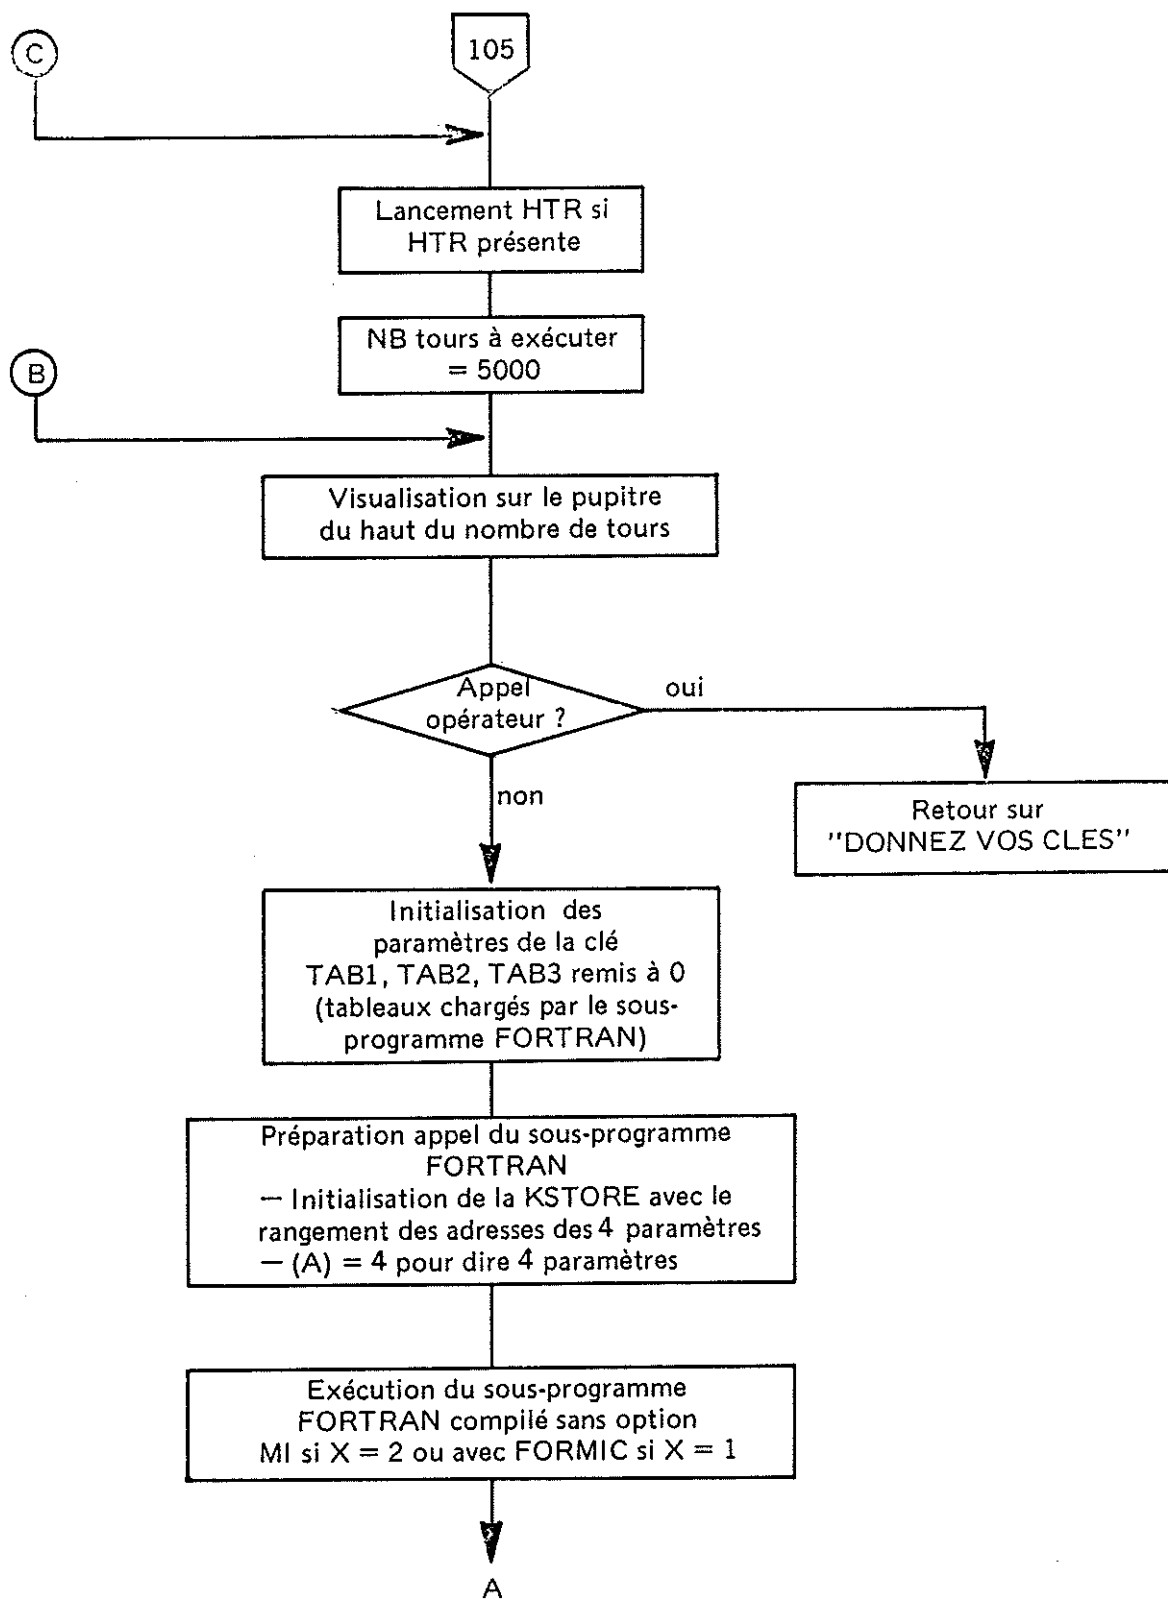 C
105
Lancement HTR si
HTR présente
NB tours à exécuter
= 5000
B
Visualisation sur le pupitre
du haut du nombre de tours
Appel
opérateur ?
oui
non
Retour sur
"DONNEZ VOS CLES"
Initialisation des
paramètres de la clé
TAB1, TAB2, TAB3 remis à 0
(tableaux chargés par le sous-
programme FORTRAN)
Préparation appel du sous-programme
FORTRAN
— Initialisation de la KSTORE avec le
rangement des adresses des 4 paramètres
— (A) = 4 pour dire 4 paramètres
Exécution du sous-programme
FORTRAN compilé sans option
MI si X = 2 ou avec FORMIC si X = 1
A